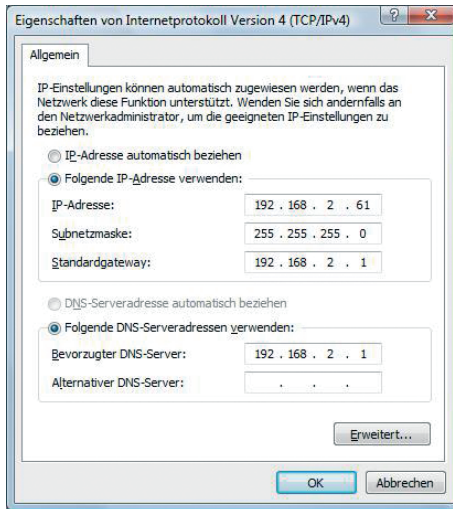 Eigenschaften von Internetprotokoll Version 4 (TCP/IPv4)
Allgemein
IP-Einstellungen können automatisch zugewiesen werden, wenn das
Netzwerk diese Funktion unterstützt. Wenden Sie sich andernfalls an
den Netzwerkadministrator, um die geeigneten IP-Einstellungen zu
beziehen.
IP-Adresse automatisch beziehen
Folgende IP-Adresse verwenden:
IP-Adresse: 192 . 168 . 2 . 61
Subnetzmaske: 255 . 255 . 255 . 0
Standardgateway: 192 . 168 . 2 . 1
DNS-Serveradresse automatisch beziehen
Folgende DNS-Serveradressen verwenden:
Bevorzugter DNS-Server: 192 . 168 . 2 . 1
Alternativer DNS-Server: . . .
Erweitert...
OK Abbrechen